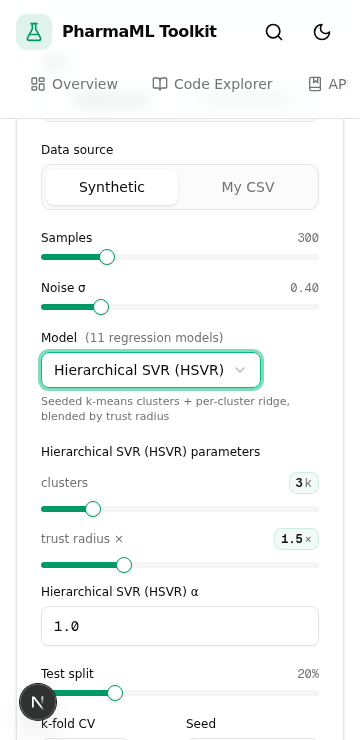 PharmaML Toolkit
Overview
Code Explorer
AP
Data source
Synthetic
My CSV
Samples
300
Noise σ
0.40
Model (11 regression models)
Hierarchical SVR (HSVR)
Seeded k-means clusters + per-cluster ridge,
blended by trust radius
Hierarchical SVR (HSVR) parameters
clusters
3 k
trust radius ×
1.5 ×
Hierarchical SVR (HSVR) α
1.0
Test split
20%
N
k-fold CV
Seed